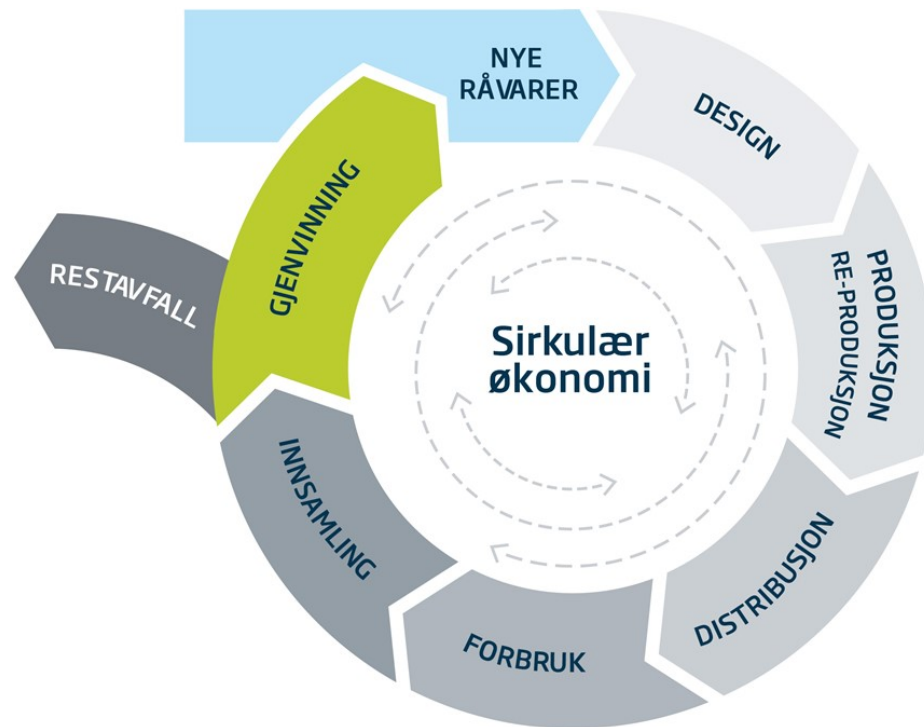 NYE
RÅVARER
DESIGN
PRODUKSJON
RE-PRODUKSJON
DISTRIBUSJON
FORBRUK
INNSAMLING
GJENVINNING
RESTAVFALL
Sirkulær
økonomi